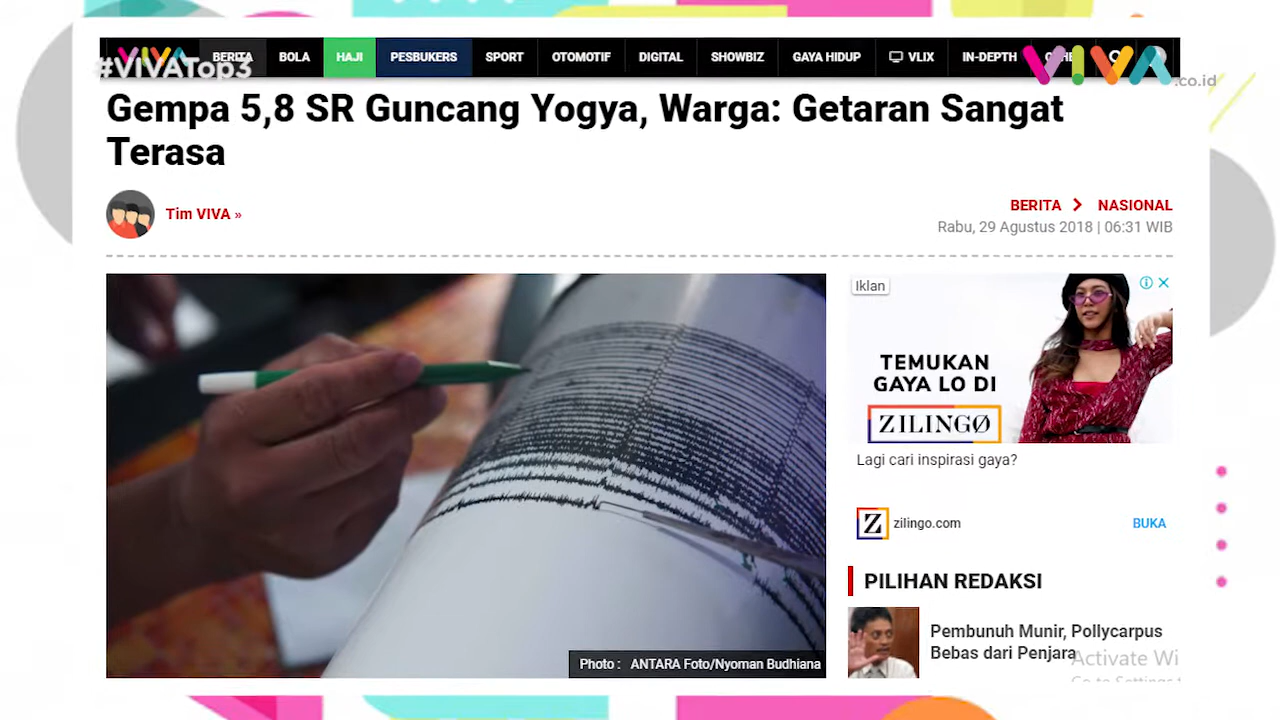 VIVA BERITA BOLA HAJI PESBUKERS SPORT OTOMOTIF DIGITAL SHOWBIZ GAYA HIDUP VLIX IN-DEPTH
#VIVATop3
VIVA.co.id
Gempa 5,8 SR Guncang Yogya, Warga: Getaran Sangat
Terasa
Tim VIVA »
BERITA > NASIONAL
Rabu, 29 Agustus 2018 | 06:31 WIB
Photo : ANTARA Foto/Nyoman Budhiana
Iklan
TEMUKAN
GAYA LO DI
ZILINGØ
Lagi cari inspirasi gaya?
Z zilingo.com BUKA
PILIHAN REDAKSI
Pembunuh Munir, Pollycarpus
Bebas dari Penjara
Activate Wi